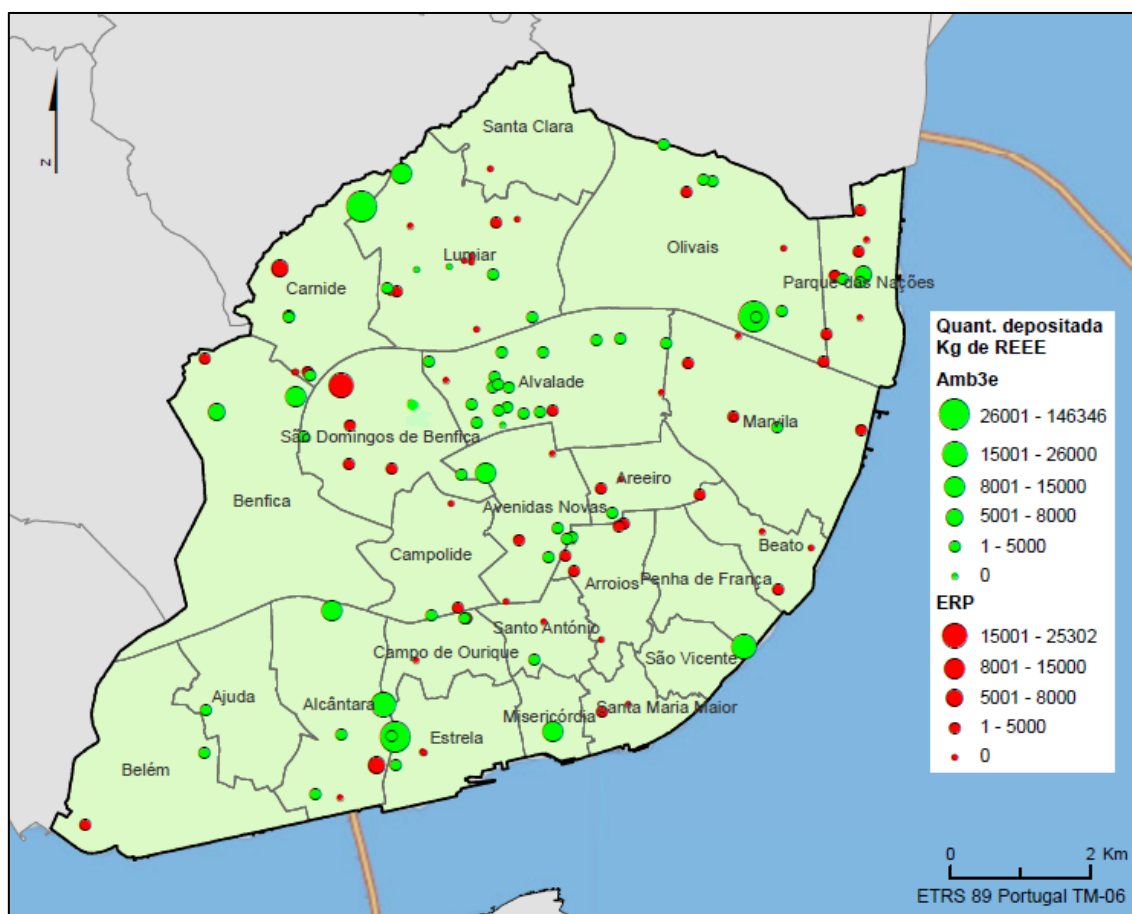 Santa Clara
Z
Lumiar
Olivais
Carnide
Parque das Nações
Quant. depositada
Kg de REEE
Amb3e
26001 - 146346
15001 - 26000
8001 - 15000
5001 - 8000
1 - 5000
0
ERP
15001 - 25302
8001 - 15000
5001 - 8000
1 - 5000
0
Alvalade
Marvila
São Domingos de Benfica
Areeiro
Benfica
Avenidas Novas
Beato
Campolide
Arroios
Penha de França
Santo António
Campo de Ourique
São Vicente
Ajuda
Alcântara
Misericórdia
Santa Maria Maior
Estrela
Belém
0 2 Km
ETRS 89 Portugal TM-06